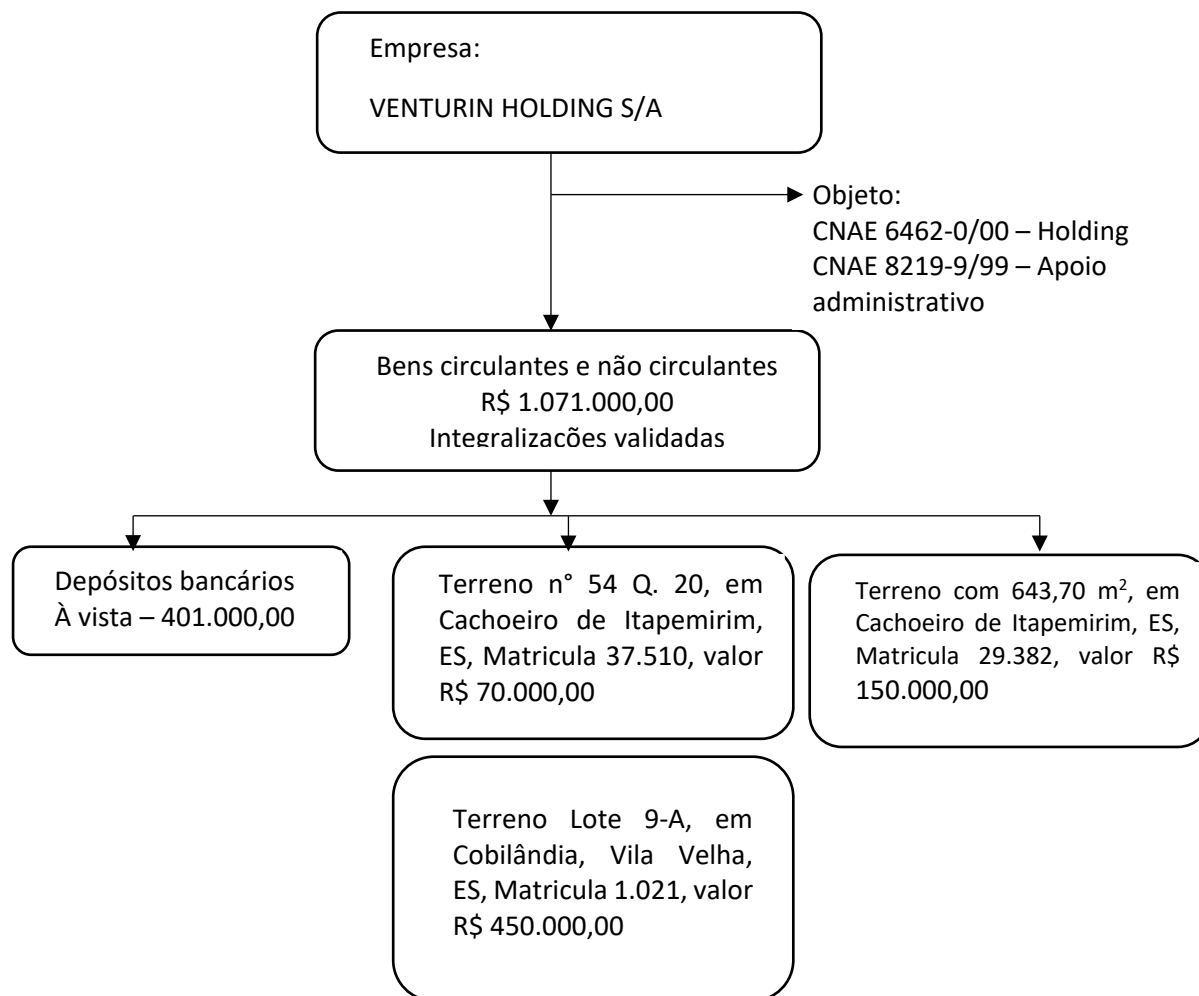 Empresa:
VENTURIN HOLDING S/A
Objeto:
CNAE 6462-0/00 – Holding
CNAE 8219-9/99 – Apoio
administrativo
Bens circulantes e não circulantes
R$ 1.071.000,00
Integralizações validadas
Depósitos bancários
À vista – 401.000,00
Terreno n° 54 Q. 20, em
Cachoeiro de Itapemirim,
ES, Matricula 37.510, valor
R$ 70.000,00
Terreno com 643,70 m², em
Cachoeiro de Itapemirim, ES,
Matricula 29.382, valor R$
150.000,00
Terreno Lote 9-A, em
Cobilândia, Vila Velha,
ES, Matricula 1.021, valor
R$ 450.000,00